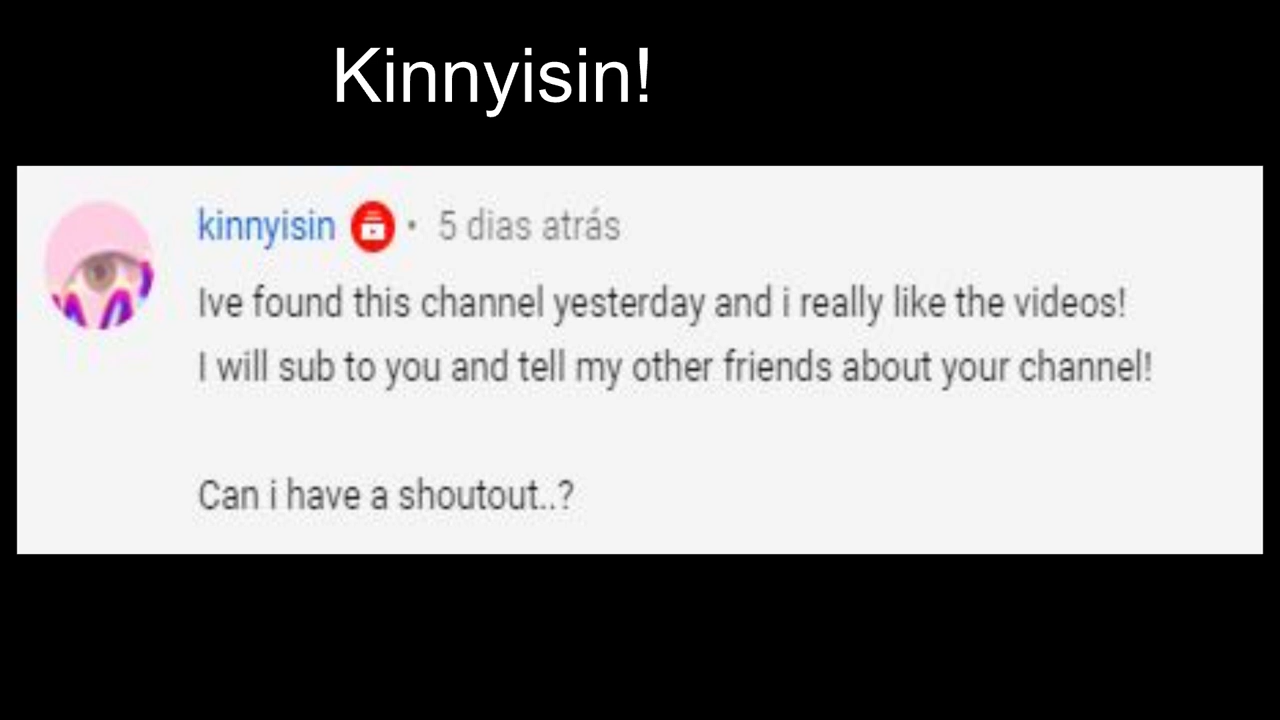 Kinnyisin!
kinnyisin • 5 dias atrás
Ive found this channel yesterday and i really like the videos!
I will sub to you and tell my other friends about your channel!
Can i have a shoutout..?